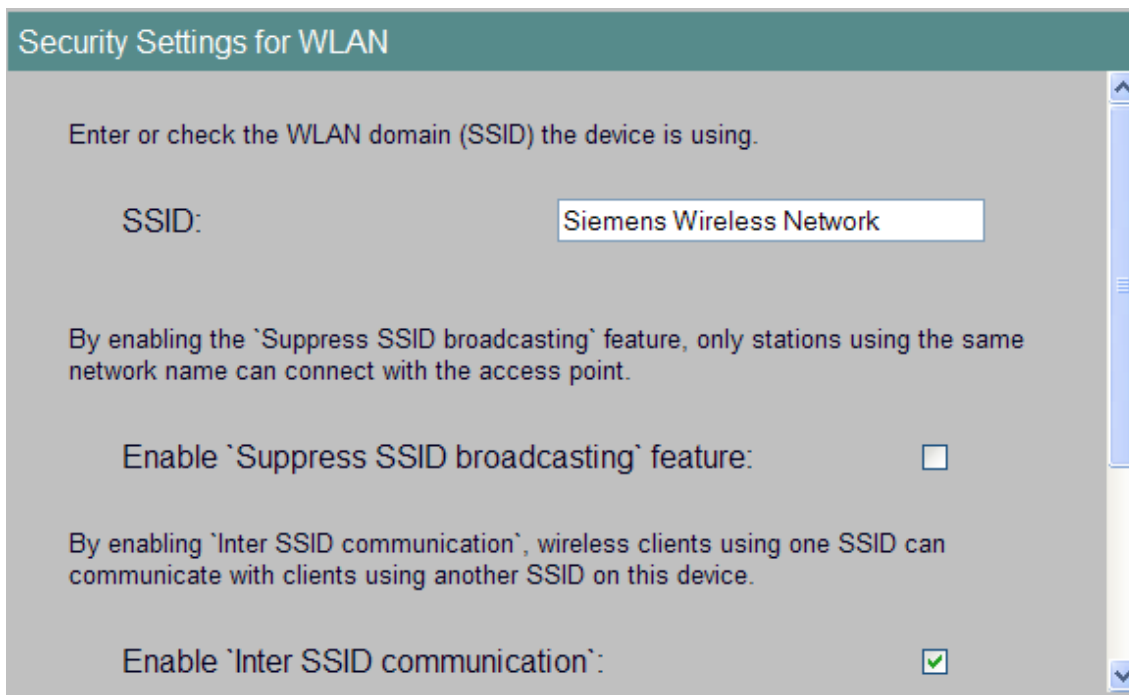 Security Settings for WLAN
Enter or check the WLAN domain (SSID) the device is using.
SSID:
Siemens Wireless Network
By enabling the `Suppress SSID broadcasting` feature, only stations using the same
network name can connect with the access point.
Enable `Suppress SSID broadcasting` feature:
By enabling `Inter SSID communication`, wireless clients using one SSID can
communicate with clients using another SSID on this device.
Enable `Inter SSID communication`: